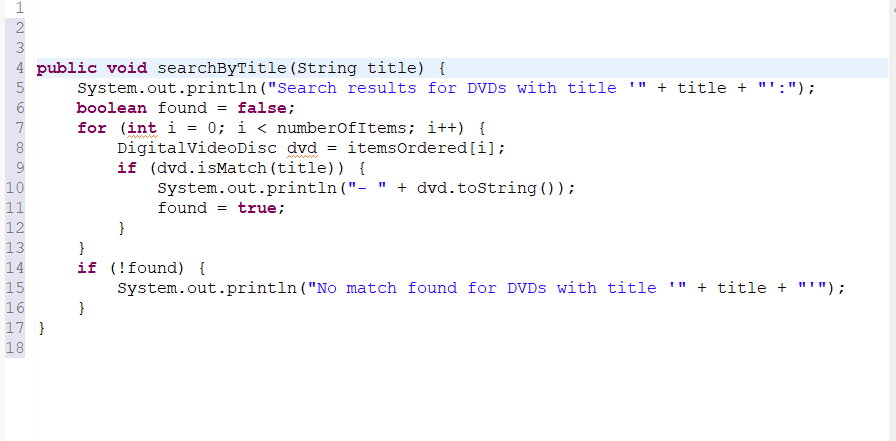 1
2
3
4 public void searchByTitle(String title) {
5     System.out.println("Search results for DVDs with title '" + title + "':");
6     boolean found = false;
7     for (int i = 0; i < numberOfItems; i++) {
8         DigitalVideoDisc dvd = itemsOrdered[i];
9         if (dvd.isMatch(title)) {
10             System.out.println("- " + dvd.toString());
11             found = true;
12         }
13     }
14     if (!found) {
15         System.out.println("No match found for DVDs with title '" + title + "'");
16     }
17 }
18